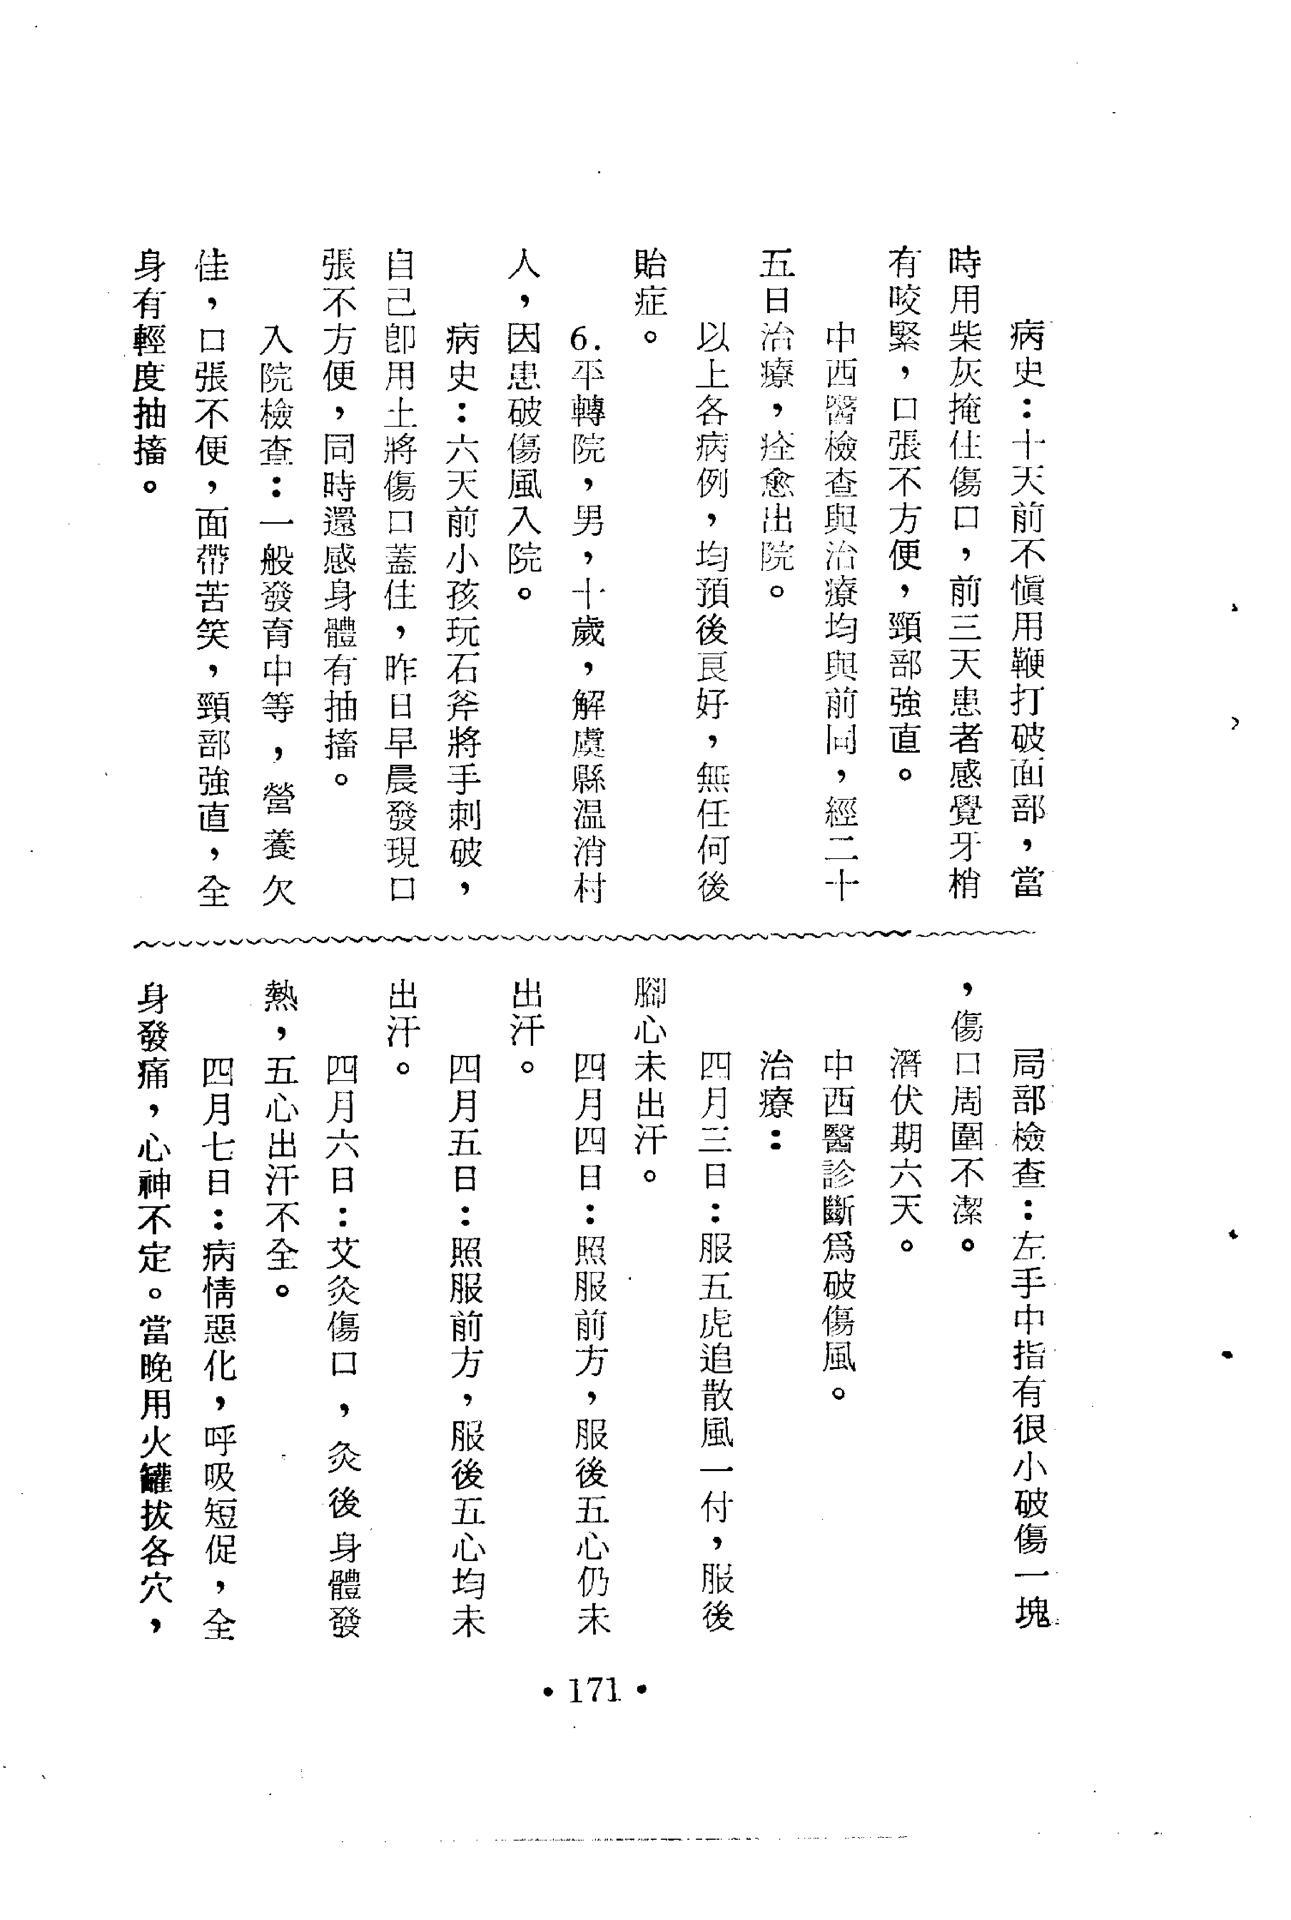 病史：十天前不愼用鞭打破面部，當
時用柴灰掩住傷口，前三天患者感覺牙梢
有咬緊，口張不方便，頸部強直。
中西醫檢查與治療均與前同，經二十
五日治療，痊愈出院。
以上各病例，均預後良好，無任何後
貽症。
6.平轉院，男，十歲，解虞縣温消村
人，因患破傷風入院。
病史：六天前小孩玩石斧將手刺破，
自己卽用土將傷口蓋住，昨日早晨發現口
張不方便，同時還感身體有抽搐。
入院檢查：一般發育中等，營養欠
佳，口張不便，面帶苦笑，頸部強直，全
身有輕度抽搐。
局部檢查：左手中指有很小破傷一塊
，傷口周圍不潔。
潛伏期六天。
中西醫診斷爲破傷風。
治療：
四月三日：服五虎追散風一付，服後
腳心未出汗。
四月四日：照服前方，服後五心仍未
出汗。
四月五日：照服前方，服後五心均未
出汗。
四月六日：艾灸傷口，灸後身體發
熱，五心出汗不全。
四月七日：病情惡化，呼吸短促，全
身發痛，心神不定。當晚用火罐拔各穴，
•171•